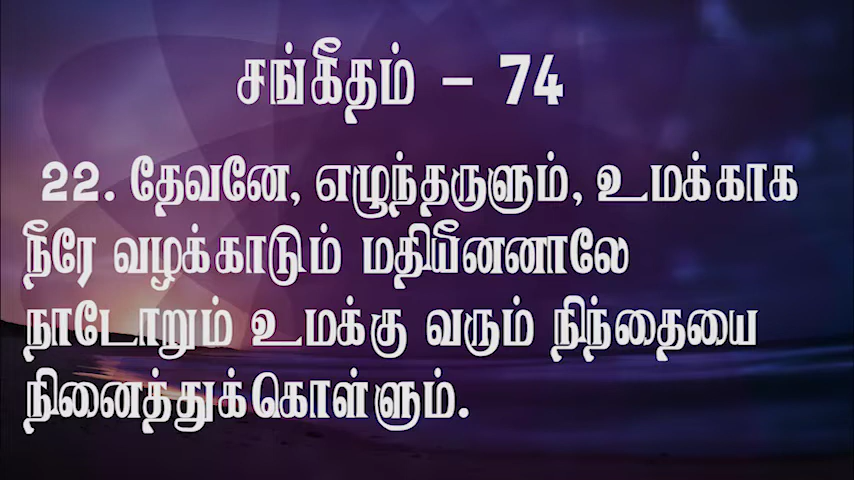 சங்கீதம் - 74
22. தேவனே, எழுந்தருளும், உமக்காக
நீரே வழக்காடும் மதியீனனாலே
நாடோறும் உமக்கு வரும் நிந்தையை
நினைத்துக்கொள்ளும்.